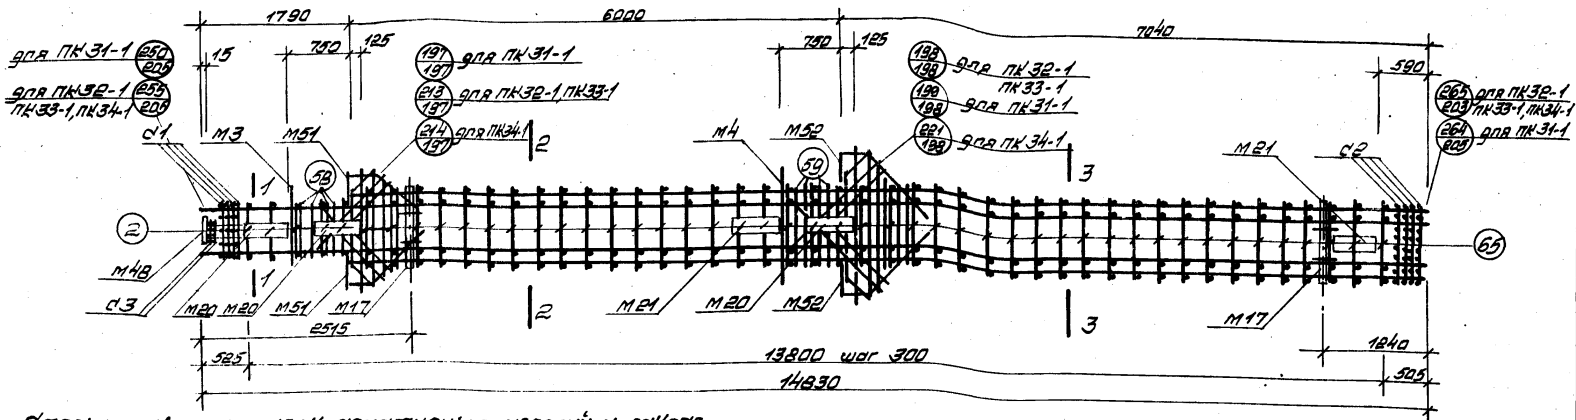 1790
6000
7040
750
125
750
125
590
15
для ПК31-1
250
205
для ПК32-1
ПК33-1, ПК34-1
255
205
197
197
для ПК31-1
213
197
для ПК32-1, ПК33-1
214
197
для ПК34-1
198
198
для ПК32-1
ПК33-1
199
198
для ПК31-1
221
198
для ПК34-1
265
203
для ПК32-1
ПК33-1, ПК34-1
264
205
для ПК31-1
С1
М3
М51
М4
М52
М21
С2
58
59
1
2
3
2
65
М48
С3
М20
М20
М51
М17
М21
М20
М52
М17
1
2
3
2515
1240
525
13800 шаг 300
505
14830